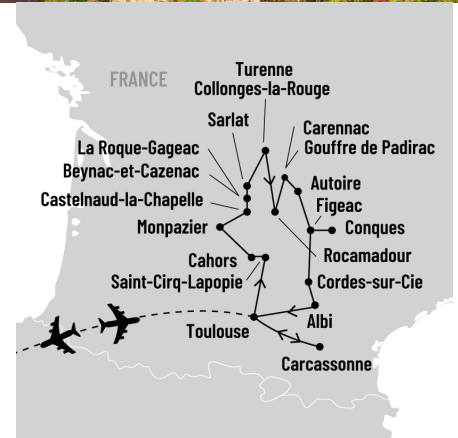 Turenne
Collonges-la-Rouge
FRANCE
Sarlat
Carennac
Gouffre de Padirac
La Roque-Gageac
Beynac-et-Cazenac
Autoire
Castelnaud-la-Chapelle
Figeac
Monpazier
Conques
Rocamadour
Cahors
Saint-Cirq-Lapopie
Cordes-sur-Cie
Albi
Toulouse
Carcassonne